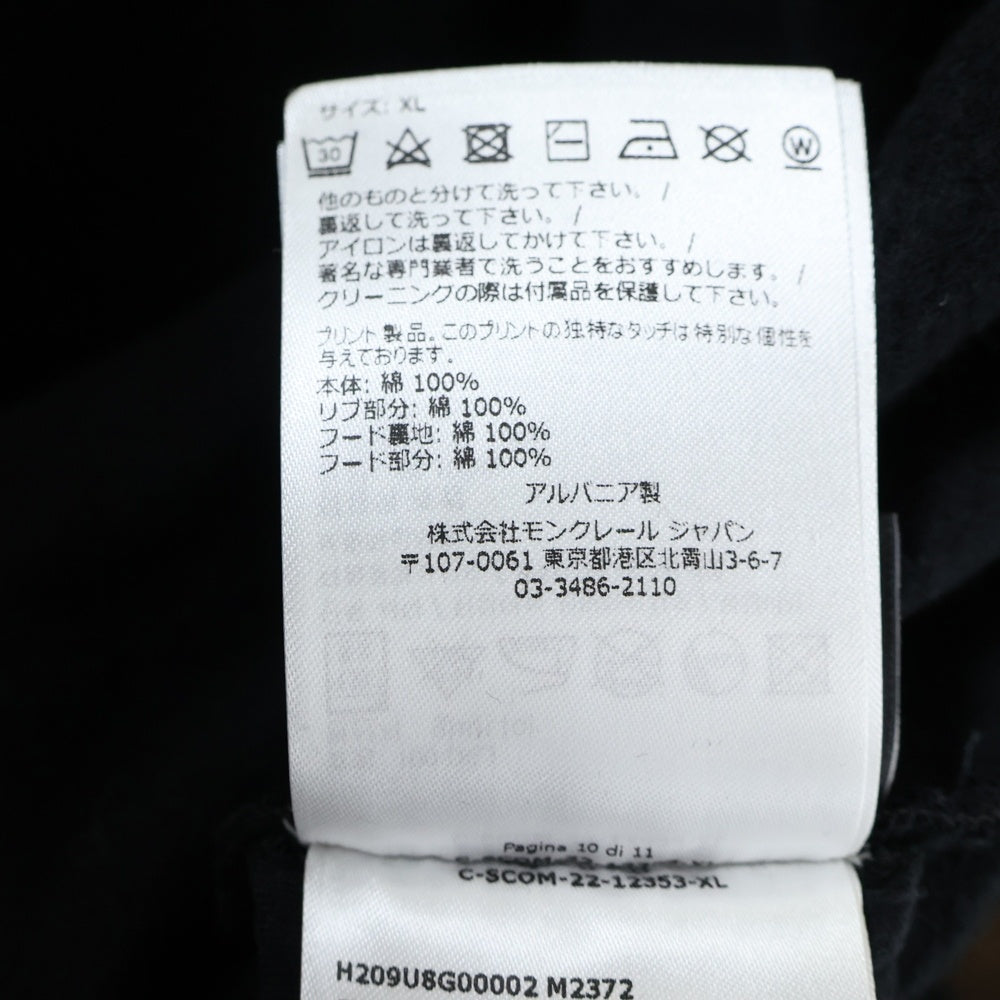 サイズ: XL
30
W
他のものと分けて洗って下さい。 /
裏返して洗って下さい。 /
アイロンは裏返してかけて下さい。 /
著名な専門業者で洗うことをおすすめします。 /
クリーニングの際は付属品を保護して下さい。
プリント製品。このプリントの独特なタッチは特別な個性を
与えております。
本体: 綿 100%
リブ部分: 綿 100%
フード裏地: 綿 100%
フード部分: 綿 100%
アルバニア製
株式会社モンクレール ジャパン
〒107-0061 東京都港区北青山3-6-7
03-3486-2110
Pagina 10 di 11
C-SCOM-22-12353-XL
H209U8G00002 M2372